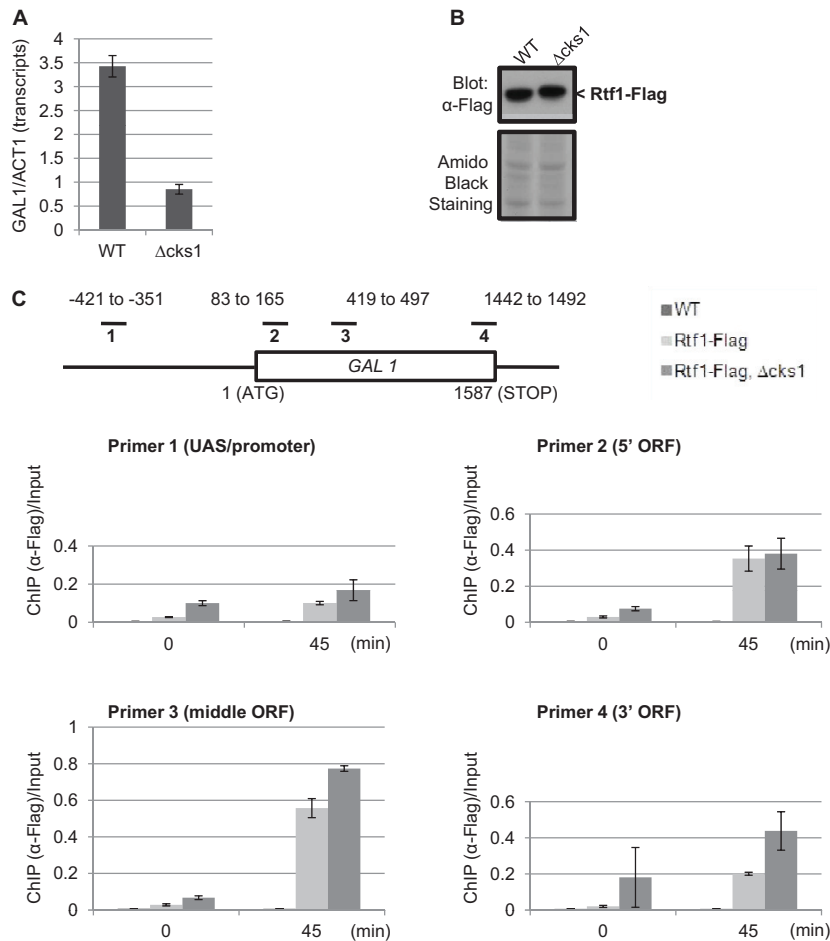 A
GAL1/ACT1 (transcripts)
4
3.5
3
2.5
2
1.5
1
0.5
0
WT
Δcks1
B
WT
Δcks1
Blot:
α-Flag
< Rtf1-Flag
Amido
Black
Staining
C
-421 to -351
83 to 165
419 to 497
1442 to 1492
1
2
3
4
GAL 1
1 (ATG)
1587 (STOP)
WT
Rtf1-Flag
Rtf1-Flag, Δcks1
Primer 1 (UAS/promoter)
ChIP (α-Flag)/Input
0.4
0.2
0
0
45
(min)
Primer 2 (5' ORF)
ChIP (α-Flag)/Input
0.6
0.4
0.2
0
0
45
(min)
Primer 3 (middle ORF)
ChIP (α-Flag)/Input
1
0.8
0.6
0.4
0.2
0
0
45
(min)
Primer 4 (3' ORF)
ChIP (α-Flag)/Input
0.6
0.4
0.2
0
0
45
(min)